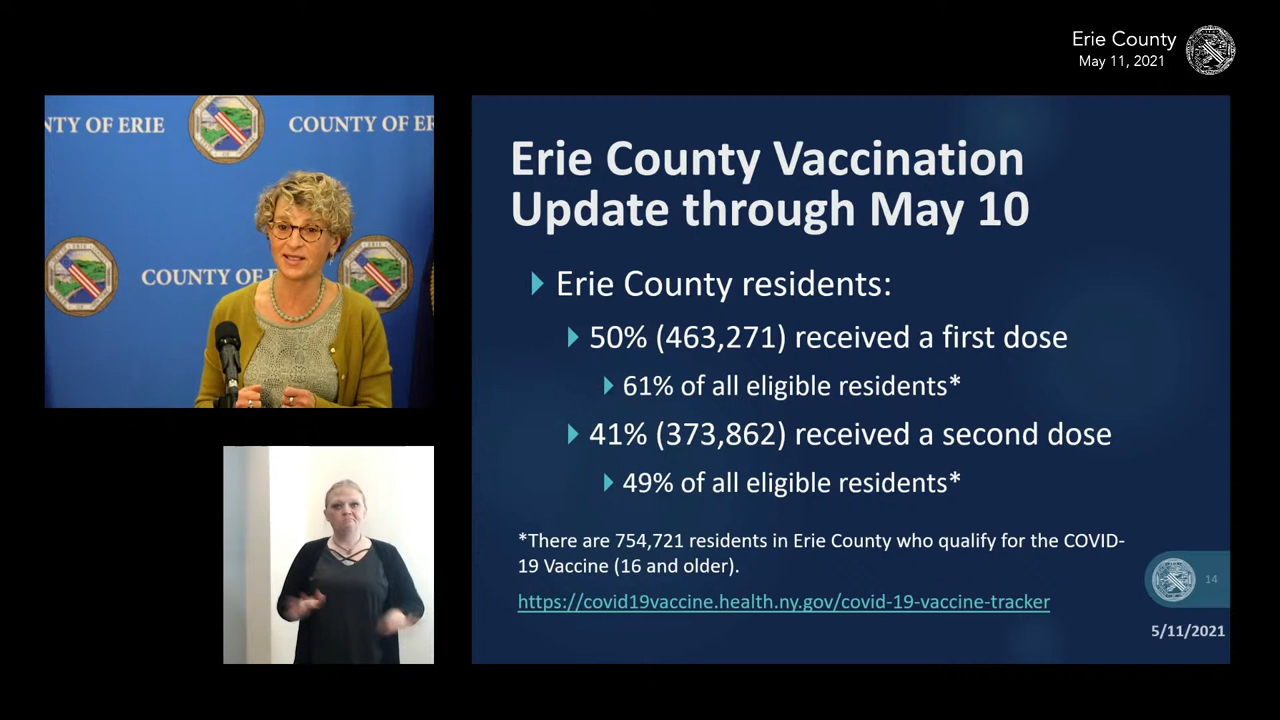 Erie County
May 11, 2021
NTY OF ERIE
COUNTY OF ER
COUNTY OF E
Erie County Vaccination
Update through May 10
Erie County residents:
50% (463,271) received a first dose
61% of all eligible residents*
41% (373,862) received a second dose
49% of all eligible residents*
*There are 754,721 residents in Erie County who qualify for the COVID-
19 Vaccine (16 and older).
https://covid19vaccine.health.ny.gov/covid-19-vaccine-tracker
14
5/11/2021